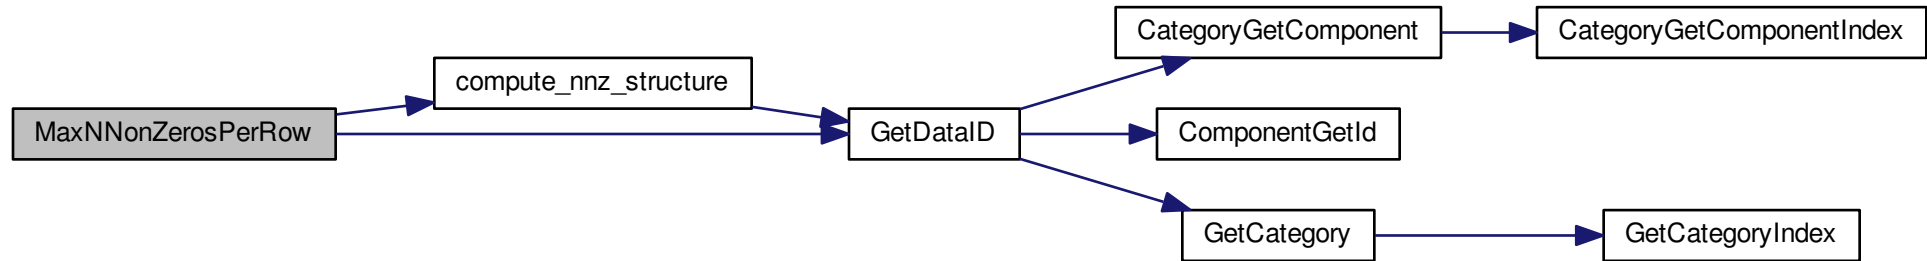 MaxNNonZerosPerRow
compute_nnz_structure
GetDataID
CategoryGetComponent
CategoryGetComponentIndex
ComponentGetId
GetCategory
GetCategoryIndex